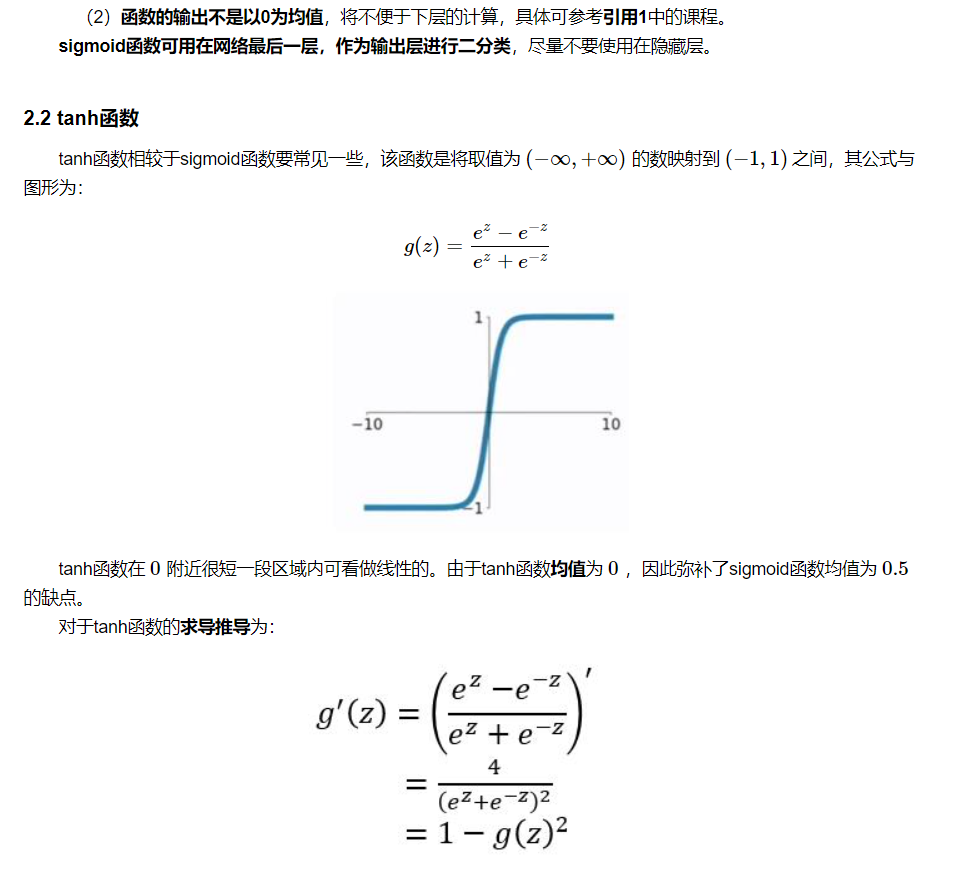 （2）函数的输出不是以0为均值，将不便于下层的计算，具体可参考引用1中的课程。
sigmoid函数可用在网络最后一层，作为输出层进行二分类，尽量不要使用在隐藏层。
2.2 tanh函数
tanh函数相较于sigmoid函数要常见一些，该函数是将取值为 (−∞, +∞) 的数映射到 (−1, 1) 之间，其公式与
图形为：
g(z) = (e^z − e^{−z}) / (e^z + e^{−z})
1
−10 10
−1
tanh函数在 0 附近很短一段区域内可看做线性的。由于tanh函数均值为 0 ，因此弥补了sigmoid函数均值为 0.5
的缺点。
对于tanh函数的求导推导为：
g′(z) = ((e^z − e^{−z}) / (e^z + e^{−z}))′
= 4 / (e^z + e^{−z})^2
= 1 − g(z)^2